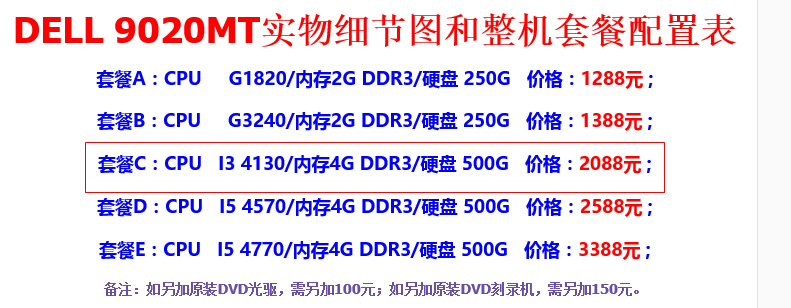 DELL 9020MT实物细节图和整机套餐配置表
套餐A：CPU G1820/内存2G DDR3/硬盘 250G 价格：1288元；
套餐B：CPU G3240/内存2G DDR3/硬盘 250G 价格：1388元；
套餐C：CPU I3 4130/内存4G DDR3/硬盘 500G 价格：2088元；
套餐D：CPU I5 4570/内存4G DDR3/硬盘 500G 价格：2588元；
套餐E：CPU I5 4770/内存4G DDR3/硬盘 500G 价格：3388元；
备注：如另加原装DVD光驱，需另加100元；如另加原装DVD刻录机，需另加150元。